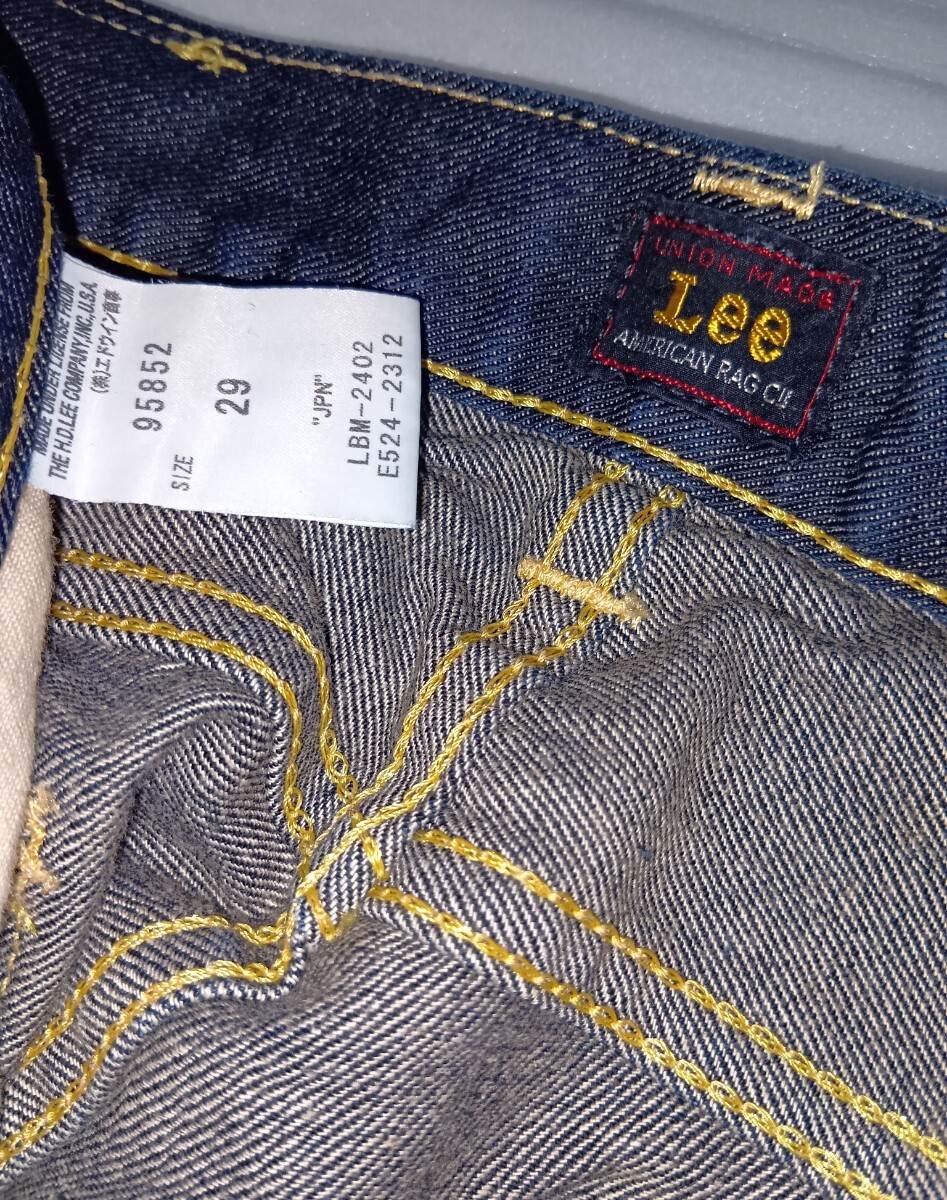 MADE UNDER LICENSE FROM
THE H.D.LEE COMPANY,INC.,U.S.A.
(株)エドウイン商事
95852
SIZE 29
"JPN"
LBM-2402
E524-2312
UNION MADE
Lee
AMERICAN RAG CIE